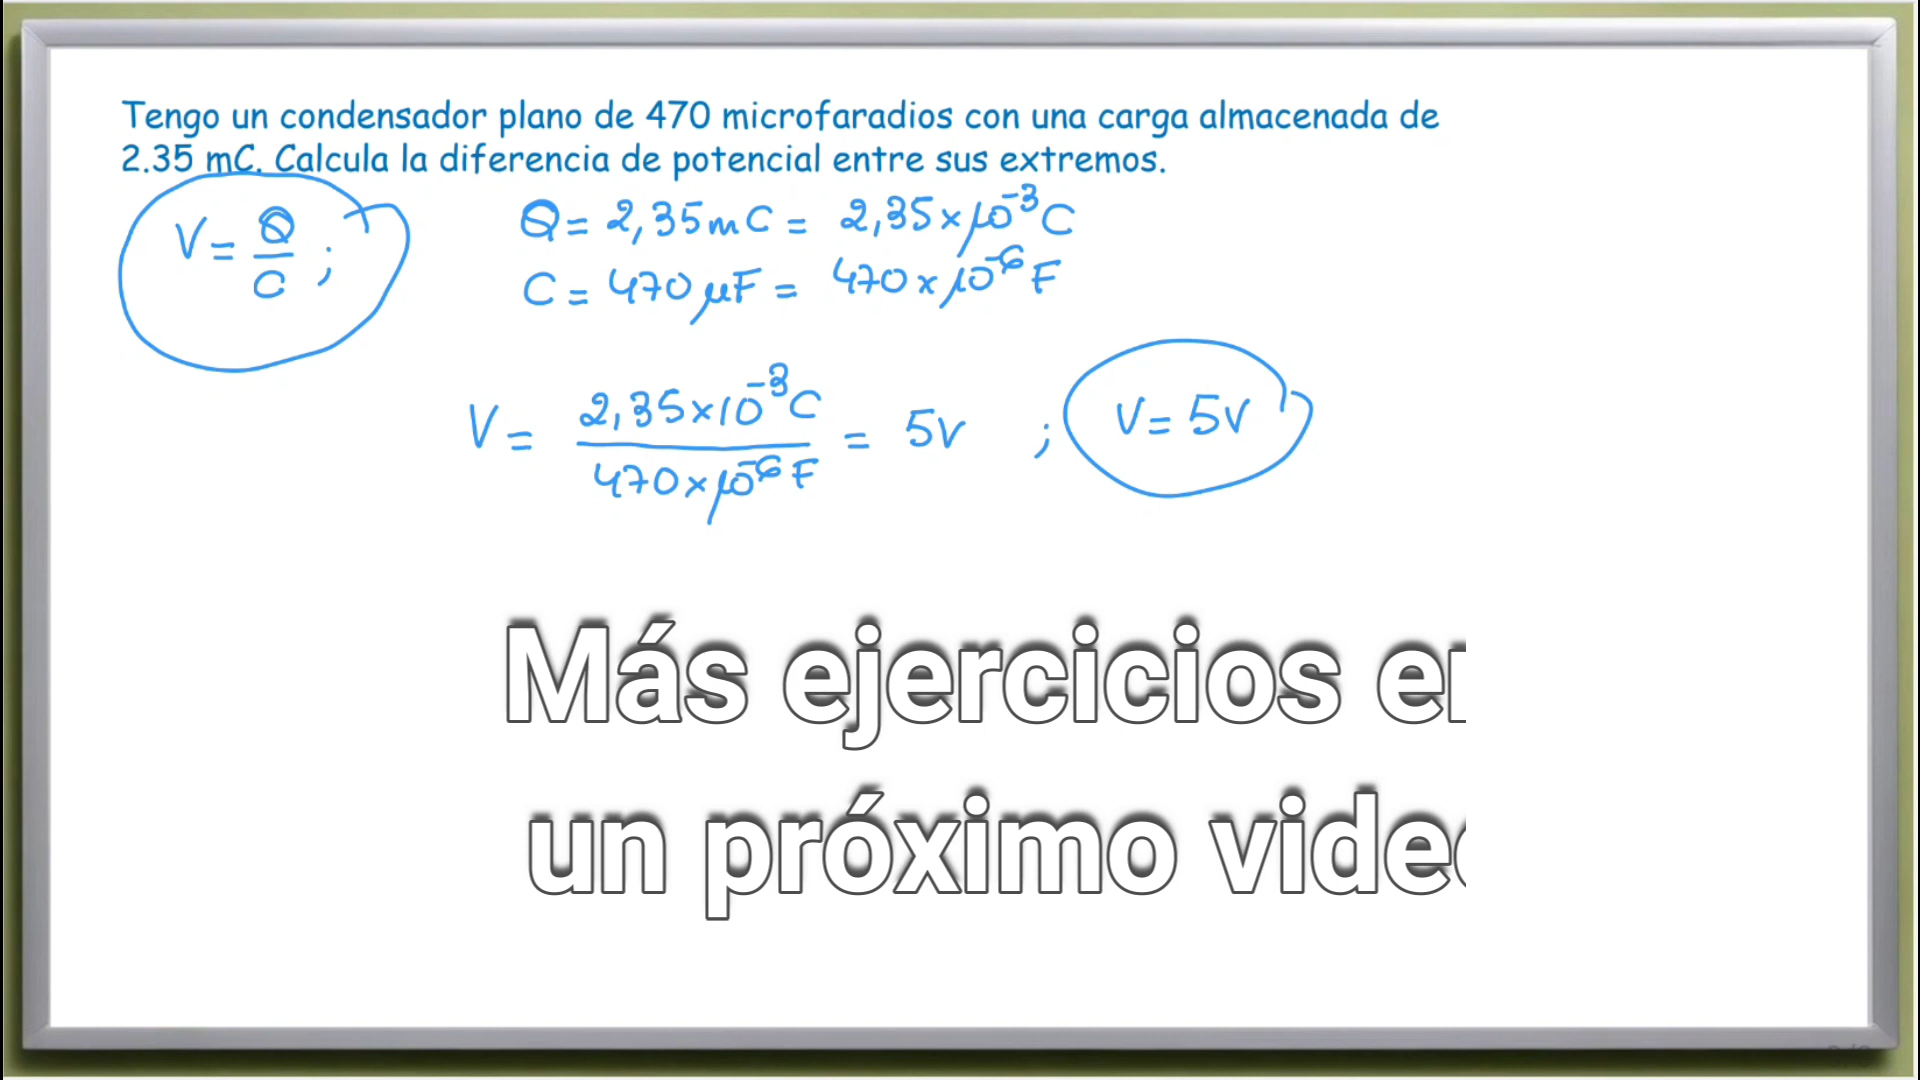 Tengo un condensador plano de 470 microfaradios con una carga almacenada de
2.35 mC. Calcula la diferencia de potencial entre sus extremos.
V = Q/C ;
Q = 2,35 mC = 2,35 x 10⁻³ C
C = 470 µF = 470 x 10⁻⁶ F
V = 2,35 x 10⁻³ C / 470 x 10⁻⁶ F = 5V ; V = 5V
Más ejercicios en
un próximo video